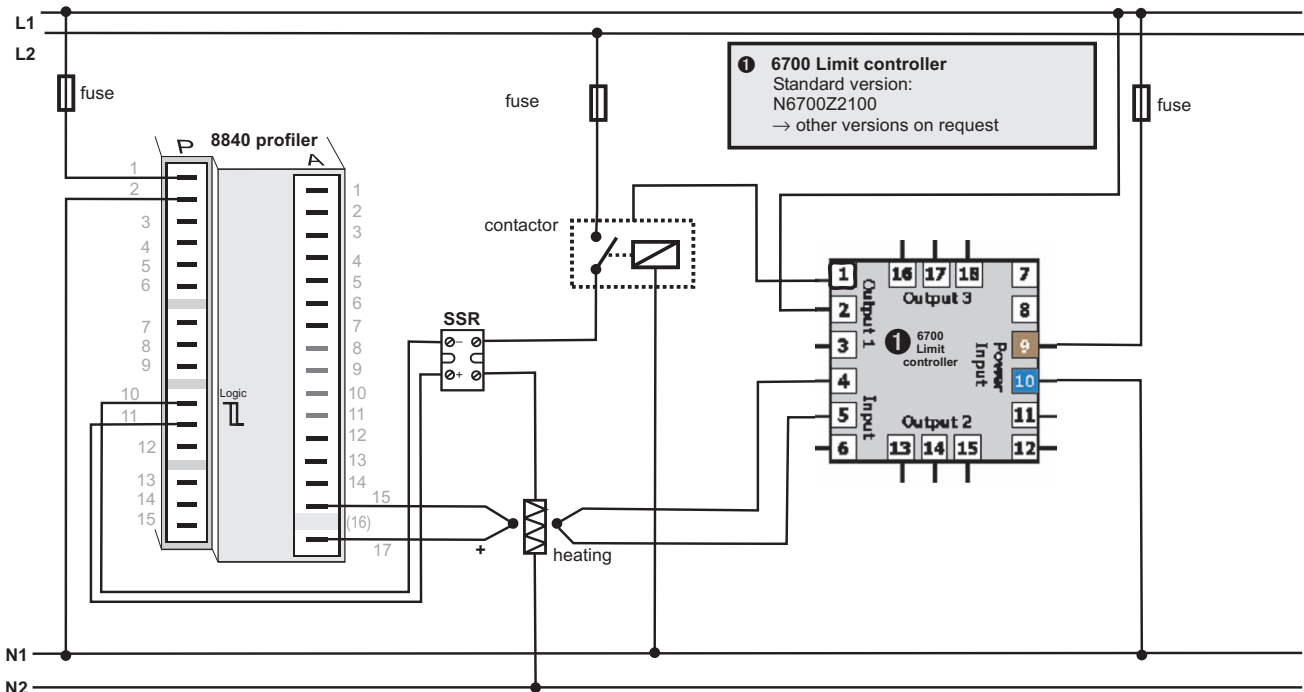 L1
L2
fuse
fuse
fuse
❶ 6700 Limit controller
Standard version:
N6700Z2100
→ other versions on request
8840 profiler
P
A
1
2
3
4
5
6
7
8
9
10
11
12
13
14
15
Logic
1
2
3
4
5
6
7
8
9
10
11
12
13
14
15
(16)
17
+
contactor
SSR
–
+
heating
1
2
3
4
5
6
Output 1
Input
16 17 18
Output 3
❶ 6700
Limit
controller
Power
Input
Output 2
13 14 15
7
8
9
10
11
12
N1
N2